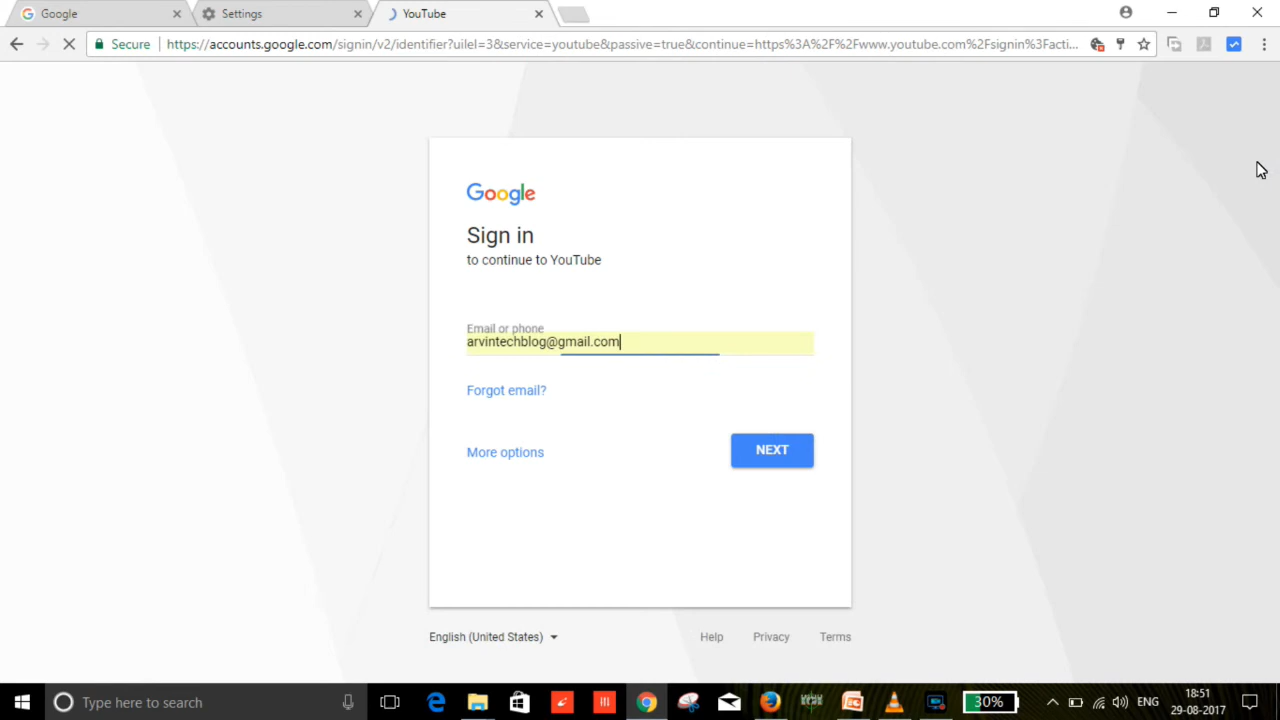 Google
Settings
YouTube
Secure
https://accounts.google.com/signin/v2/identifier?uilel=3&service=youtube&passive=true&continue=https%3A%2F%2Fwww.youtube.com%2Fsignin%3Facti...
Google
Sign in
to continue to YouTube
Email or phone
arvintechblog@gmail.com
Forgot email?
More options
NEXT
English (United States)
Help
Privacy
Terms
Type here to search
30%
ENG
18:51
29-08-2017